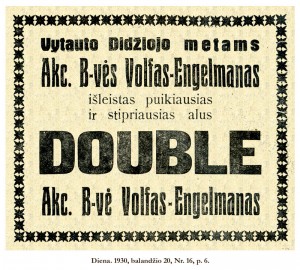 Vytauto Didžiojo metams
Akc. B-vės Volfas-Engelmanas
išleistas puikiausias
ir stipriausias alus
DOUBLE
Akc. B-vė Volfas-Engelmanas
Diena. 1930, balandžio 20, Nr. 16, p. 6.